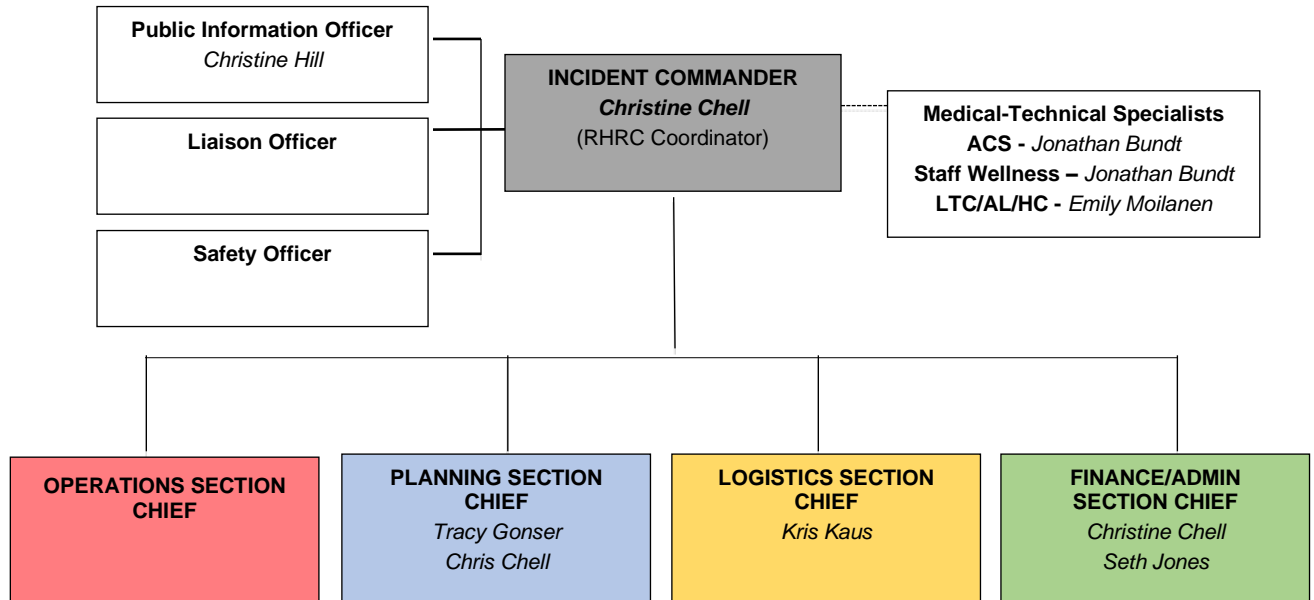 Public Information Officer
Christine Hill
INCIDENT COMMANDER
Christine Chell
(RHRC Coordinator)
Medical-Technical Specialists
ACS - Jonathan Bundt
Staff Wellness – Jonathan Bundt
LTC/AL/HC - Emily Moilanen
Liaison Officer
Safety Officer
OPERATIONS SECTION
CHIEF
PLANNING SECTION
CHIEF
Tracy Gonser
Chris Chell
LOGISTICS SECTION
CHIEF
Kris Kaus
FINANCE/ADMIN
SECTION CHIEF
Christine Chell
Seth Jones